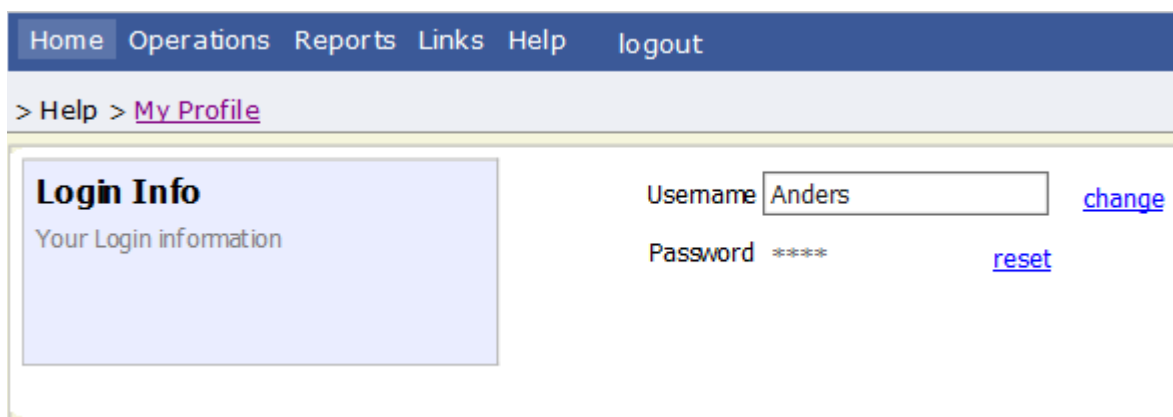 Home Operations Reports Links Help logout
> Help > My Profile
Login Info
Your Login information
Username Anders change
Password **** reset